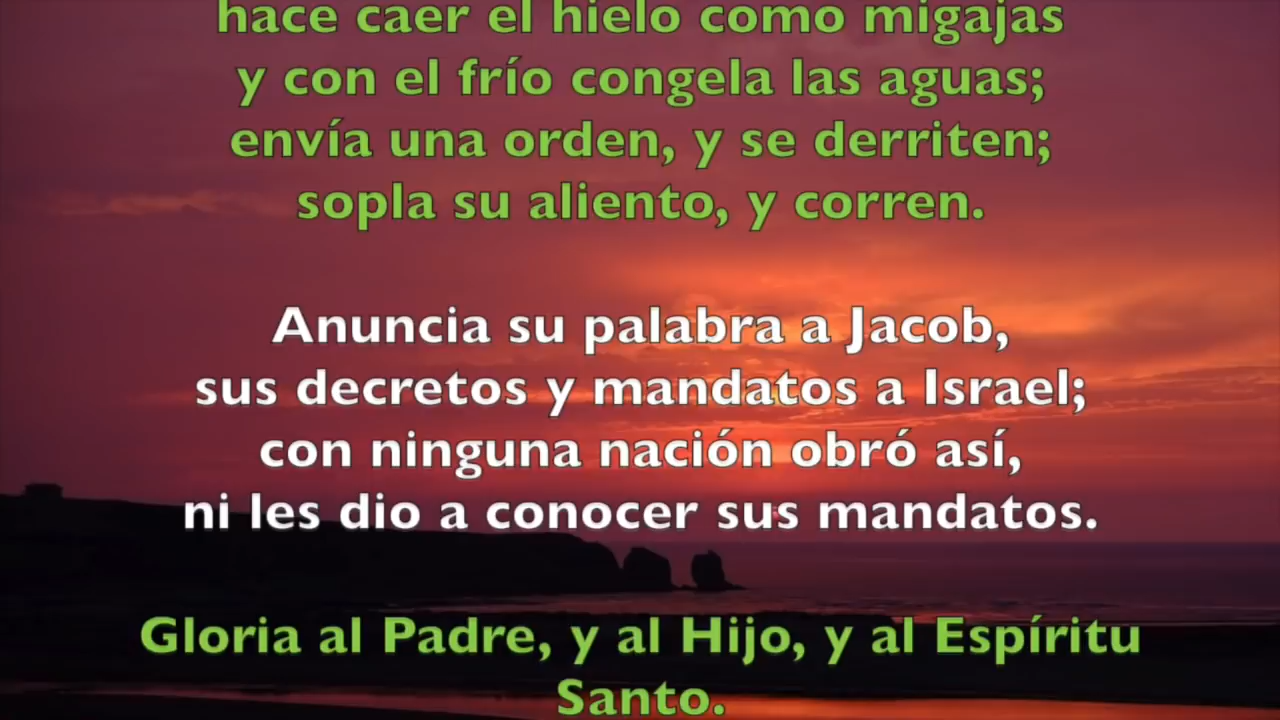 hace caer el hielo como migajas
y con el frío congela las aguas;
envía una orden, y se derriten;
sopla su aliento, y corren.
Anuncia su palabra a Jacob,
sus decretos y mandatos a Israel;
con ninguna nación obró así,
ni les dio a conocer sus mandatos.
Gloria al Padre, y al Hijo, y al Espíritu
Santo.